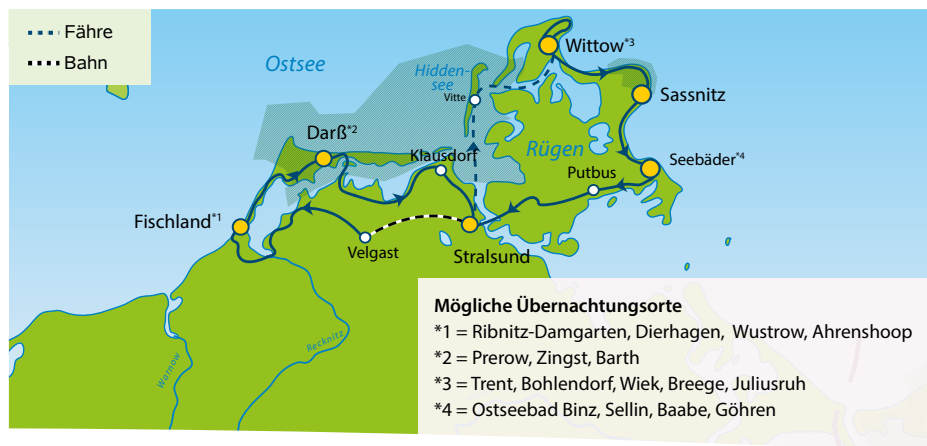 Fähre
Bahn
Ostsee
Hidden-
see
Vitte
Wittow*3
Sassnitz
Darß*2
Klausdorf
Rügen
Seebäder*4
Putbus
Fischland*1
Velgast
Stralsund
Recknitz
Warnow
Mögliche Übernachtungsorte
*1 = Ribnitz-Damgarten, Dierhagen, Wustrow, Ahrenshoop
*2 = Prerow, Zingst, Barth
*3 = Trent, Bohlendorf, Wiek, Breege, Juliusruh
*4 = Ostseebad Binz, Sellin, Baabe, Göhren